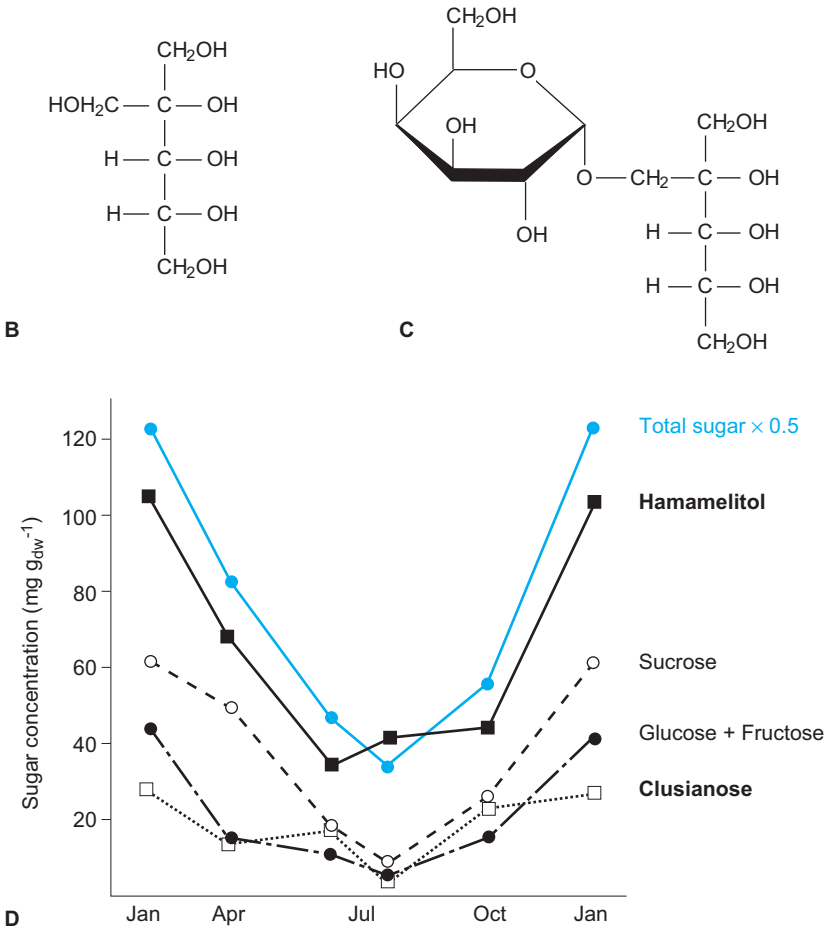 CH₂OH
HOH₂C — C — OH
H — C — OH
H — C — OH
CH₂OH
B
CH₂OH
HO
O
OH
OH
O — CH₂ — C — OH
CH₂OH
H — C — OH
H — C — OH
CH₂OH
C
Sugar concentration (mg g_dw⁻¹)
120
100
80
60
40
20
Total sugar × 0.5
Hamamelitol
Sucrose
Glucose + Fructose
Clusianose
Jan Apr Jul Oct Jan
D